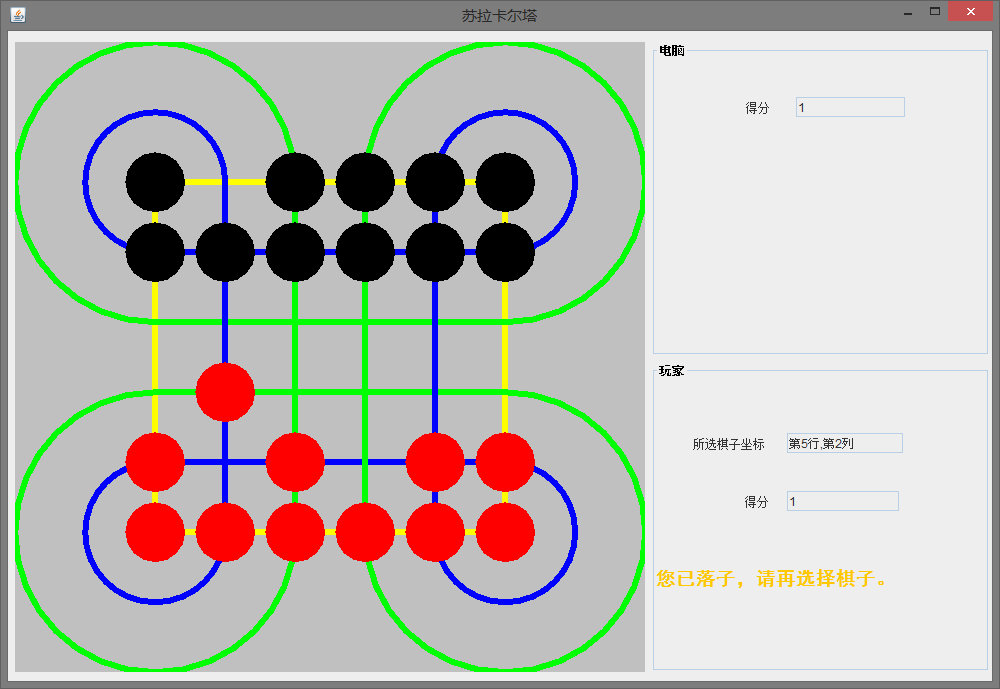 苏拉卡尔塔
电脑
得分 1
玩家
所选棋子坐标 第5行,第2列
得分 1
您已落子，请再选择棋子。